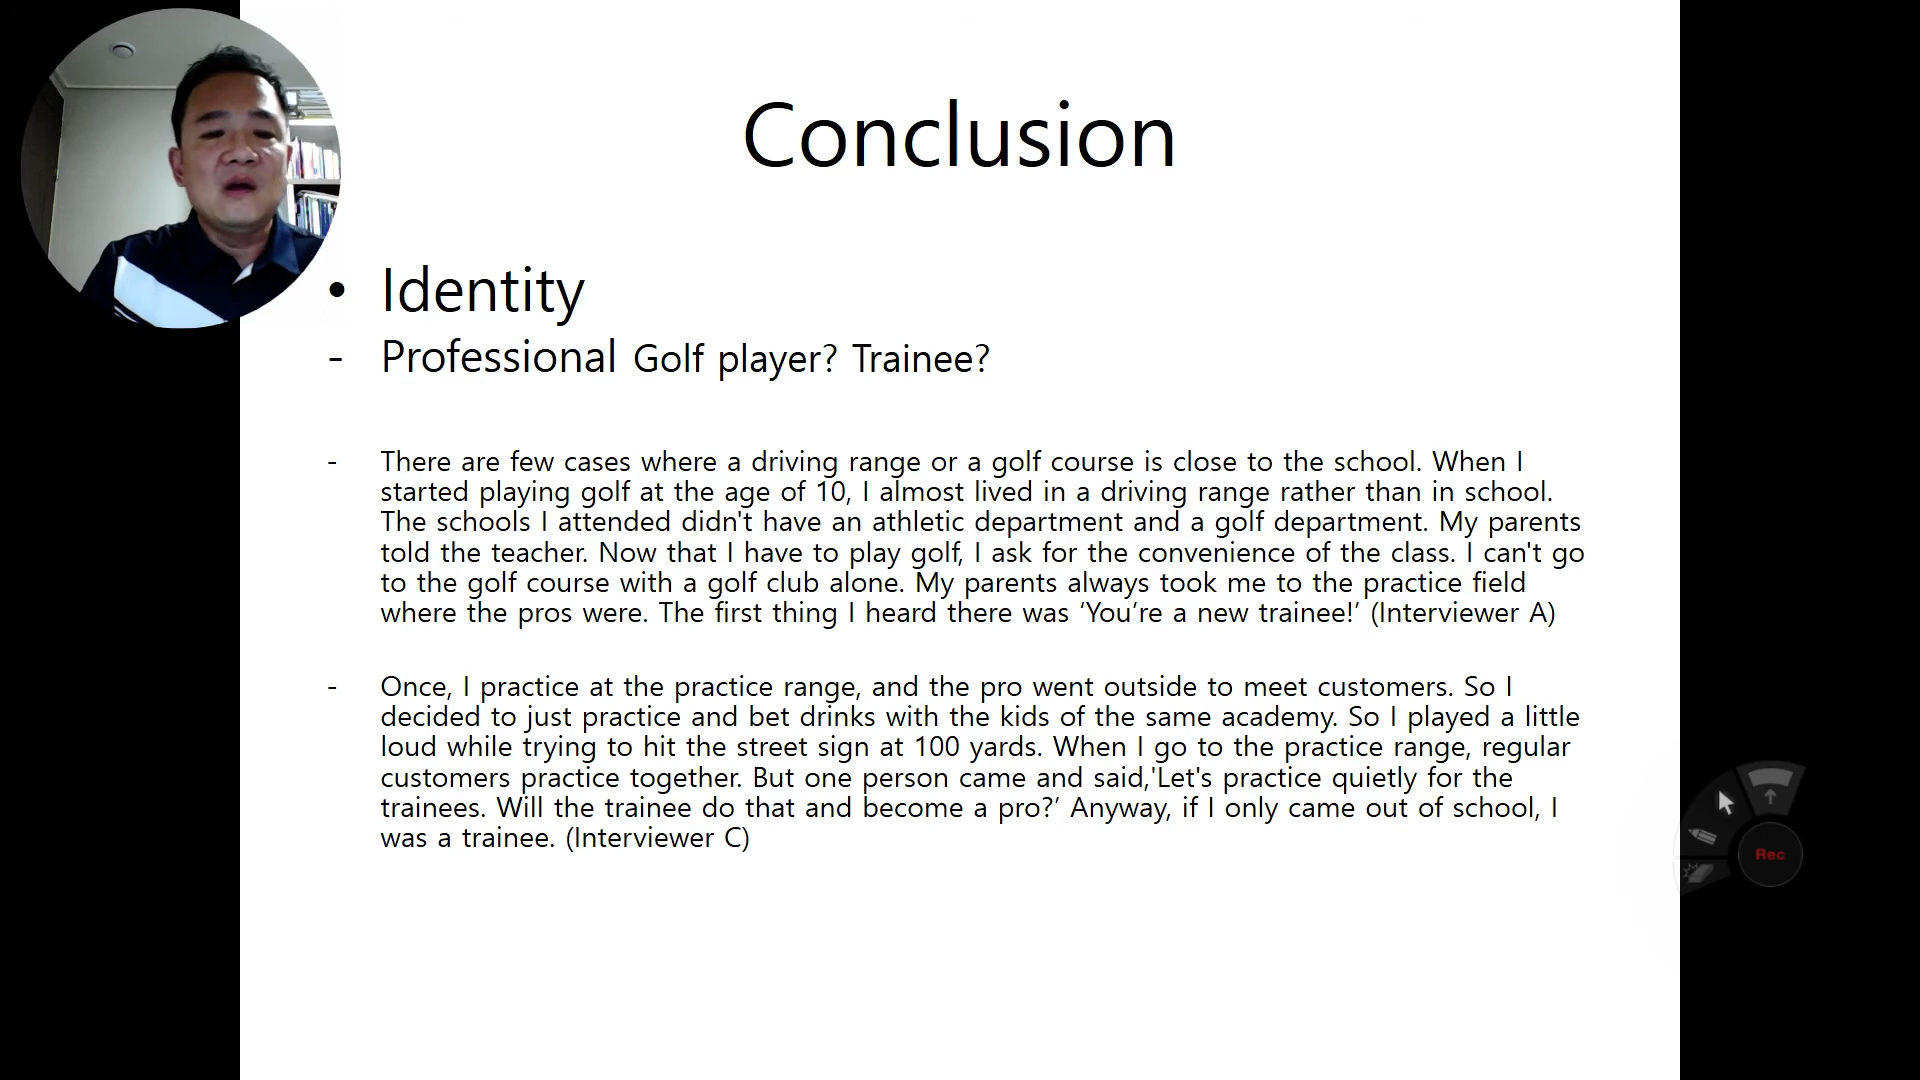 Conclusion
• Identity
- Professional Golf player? Trainee?
- There are few cases where a driving range or a golf course is close to the school. When I
started playing golf at the age of 10, I almost lived in a driving range rather than in school.
The schools I attended didn't have an athletic department and a golf department. My parents
told the teacher. Now that I have to play golf, I ask for the convenience of the class. I can't go
to the golf course with a golf club alone. My parents always took me to the practice field
where the pros were. The first thing I heard there was ‘You’re a new trainee!’ (Interviewer A)
- Once, I practice at the practice range, and the pro went outside to meet customers. So I
decided to just practice and bet drinks with the kids of the same academy. So I played a little
loud while trying to hit the street sign at 100 yards. When I go to the practice range, regular
customers practice together. But one person came and said,'Let's practice quietly for the
trainees. Will the trainee do that and become a pro?’ Anyway, if I only came out of school, I
was a trainee. (Interviewer C)
Rec